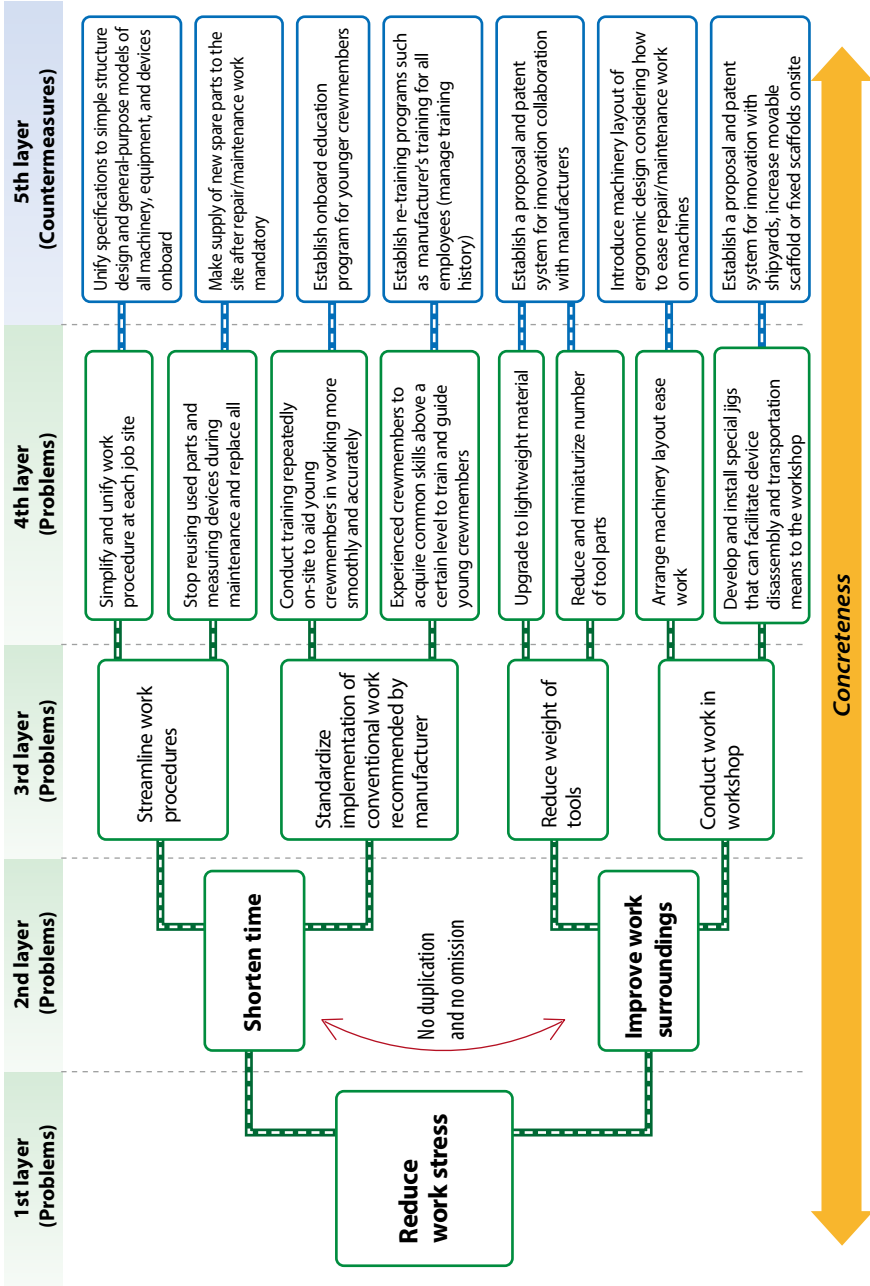 1st layer
(Problems)
2nd layer
(Problems)
3rd layer
(Problems)
4th layer
(Problems)
5th layer
(Countermeasures)
Reduce
work stress
Shorten time
No duplication
and no omission
Improve work
surroundings
Streamline work
procedures
Standardize
implementation of
conventional work
recommended by
manufacturer
Reduce weight of
tools
Conduct work in
workshop
Simplify and unify work
procedure at each job site
Stop reusing used parts and
measuring devices during
maintenance and replace all
Conduct training repeatedly
on-site to aid young
crewmembers in working more
smoothly and accurately
Experienced crewmembers to
acquire common skills above a
certain level to train and guide
young crewmembers
Upgrade to lightweight material
Reduce and miniaturize number
of tool parts
Arrange machinery layout ease
work
Develop and install special jigs
that can facilitate device
disassembly and transportation
means to the workshop
Unify specifications to simple structure
design and general-purpose models of
all machinery, equipment, and devices
onboard
Make supply of new spare parts to the
site after repair/maintenance work
mandatory
Establish onboard education
program for younger crewmembers
Establish re-training programs such
as manufacturer's training for all
employees (manage training
history)
Establish a proposal and patent
system for innovation collaboration
with manufacturers
Introduce machinery layout of
ergonomic design considering how
to ease repair/maintenance work
on machines
Establish a proposal and patent
system for innovation with
shipyards, increase movable
scaffold or fixed scaffolds onsite
Concreteness